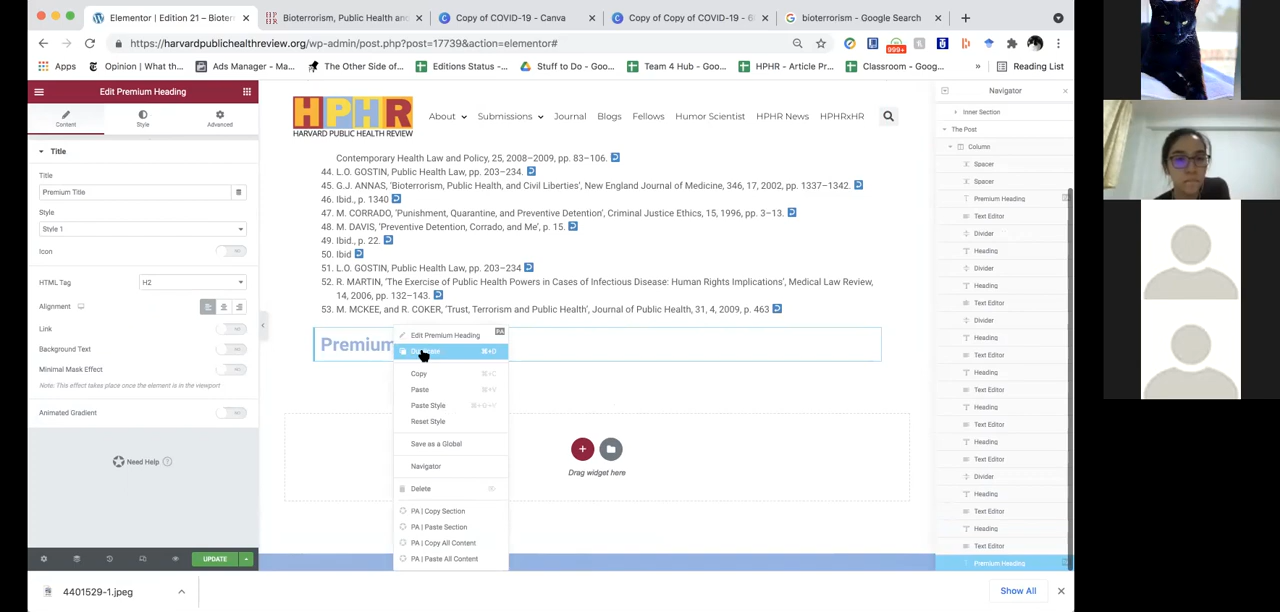 Elementor | Edition 21 – Bioter
Bioterrorism, Public Health and
Copy of COVID-19 - Canva
Copy of Copy of COVID-19 - 6
bioterrorism - Google Search
https://harvardpublichealthreview.org/wp-admin/post.php?post=17739&action=elementor#
999+
Apps
Opinion | What th...
Ads Manager - Ma...
The Other Side of...
Editions Status -...
Stuff to Do - Goo...
Team 4 Hub - Goo...
HPHR - Article Pr...
Classroom - Goog...
»
Reading List
Edit Premium Heading
Content
Style
Advanced
Title
Title
Premium Title
Style
Style 1
Icon
NO
HTML Tag
H2
Alignment
Link
NO
Background Text
NO
Minimal Mask Effect
NO
Note: This effect takes place once the element is in the viewport
Animated Gradient
NO
Need Help
UPDATE
HPHR
HARVARD PUBLIC HEALTH REVIEW
About
Submissions
Journal
Blogs
Fellows
Humor Scientist
HPHR News
HPHRxHR
Contemporary Health Law and Policy, 25, 2008–2009, pp. 83–106.
44. L.O. GOSTIN, Public Health Law, pp. 203–234.
45. G.J. ANNAS, ‘Bioterrorism, Public Health, and Civil Liberties’, New England Journal of Medicine, 346, 17, 2002, pp. 1337–1342.
46. Ibid., p. 1340
47. M. CORRADO, ‘Punishment, Quarantine, and Preventive Detention’, Criminal Justice Ethics, 15, 1996, pp. 3–13.
48. M. DAVIS, ‘Preventive Detention, Corrado, and Me’, p. 15.
49. Ibid., p. 22.
50. Ibid
51. L.O. GOSTIN, Public Health Law, pp. 203–234
52. R. MARTIN, ‘The Exercise of Public Health Powers in Cases of Infectious Disease: Human Rights Implications’, Medical Law Review,
14, 2006, pp. 132–143.
53. M. MCKEE, and R. COKER, ‘Trust, Terrorism and Public Health’, Journal of Public Health, 31, 4, 2009, p. 463
Premium
Edit Premium Heading
Duplicate ⌘+D
Copy ⌘+C
Paste ⌘+V
Paste Style
Reset Style
Save as a Global
Navigator
Delete
PA | Copy Section
PA | Paste Section
PA | Copy All Content
PA | Paste All Content
Drag widget here
Navigator
Inner Section
The Post
Column
Spacer
Spacer
Premium Heading
Text Editor
Divider
Heading
Divider
Heading
Text Editor
Divider
Heading
Text Editor
Heading
Text Editor
Heading
Text Editor
Heading
Text Editor
Divider
Heading
Text Editor
Heading
Text Editor
Premium Heading
4401529-1.jpeg
Show All